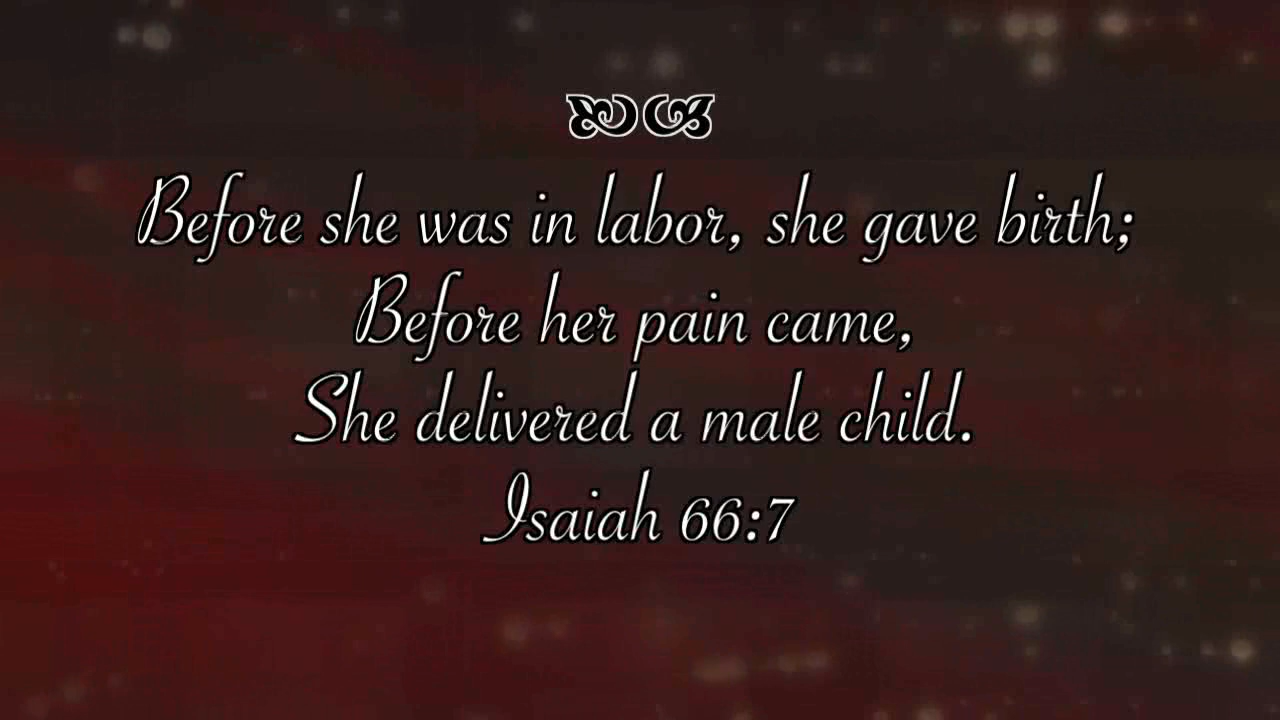 Before she was in labor, she gave birth;
Before her pain came,
She delivered a male child.
Isaiah 66:7